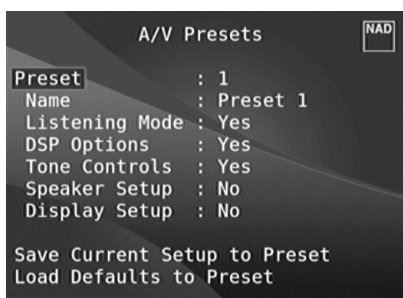 A/V Presets
NAD
Preset : 1
Name : Preset 1
Listening Mode : Yes
DSP Options : Yes
Tone Controls : Yes
Speaker Setup : No
Display Setup : No
Save Current Setup to Preset
Load Defaults to Preset